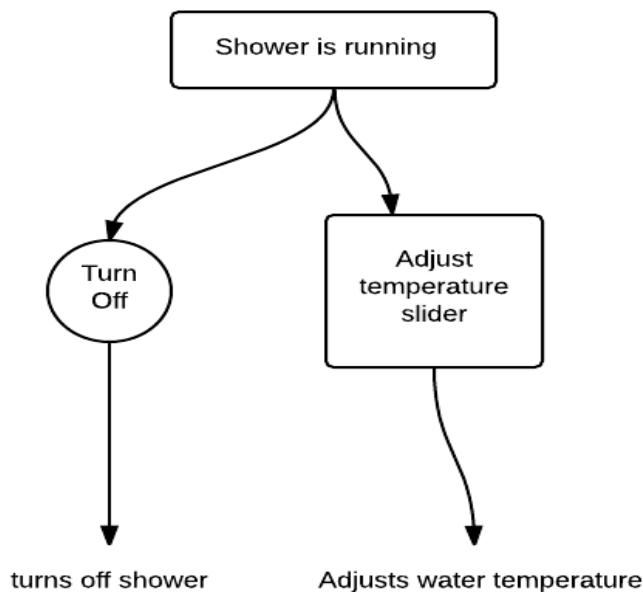 Shower is running
Turn
Off
Adjust
temperature
slider
turns off shower
Adjusts water temperature